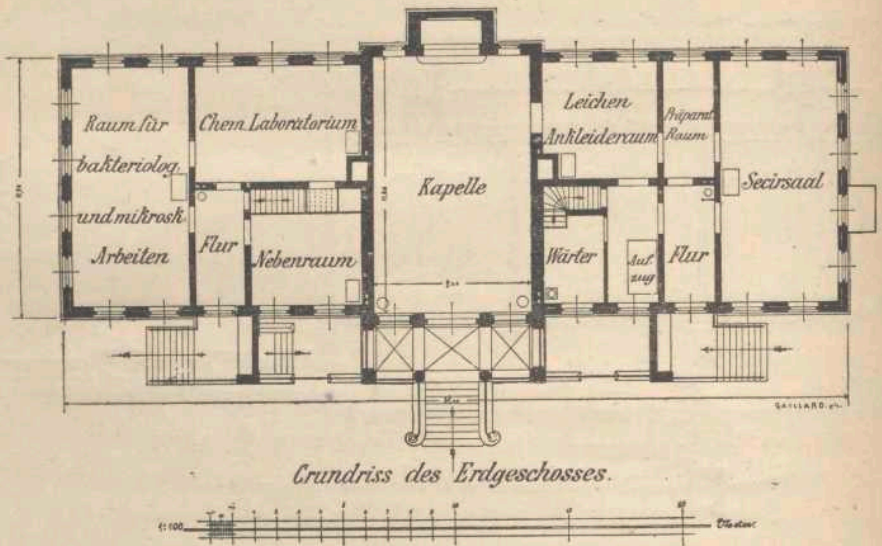 Raum für
bakteriolog.
und mikrosk.
Arbeiten
Chem. Laboratorium
Flur
Nebenraum
Kapelle
Leichen
Ankleideraum
Präparat.
Raum
Secirsaal
Wärter
Auf
zug
Flur
GAILLARD
Grundriss des Erdgeschosses.
1:100